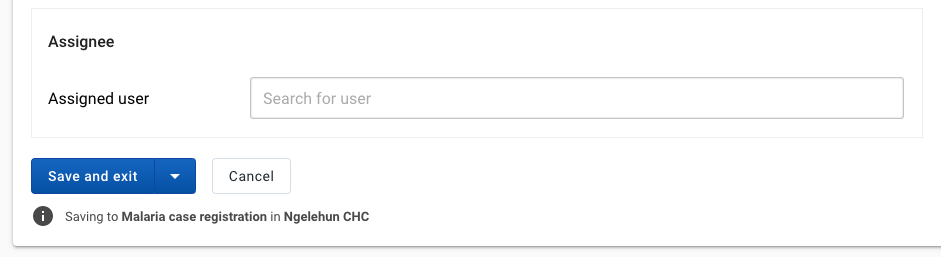 Assignee
Assigned user
Search for user
Save and exit
Cancel
Saving to Malaria case registration in Ngelehun CHC